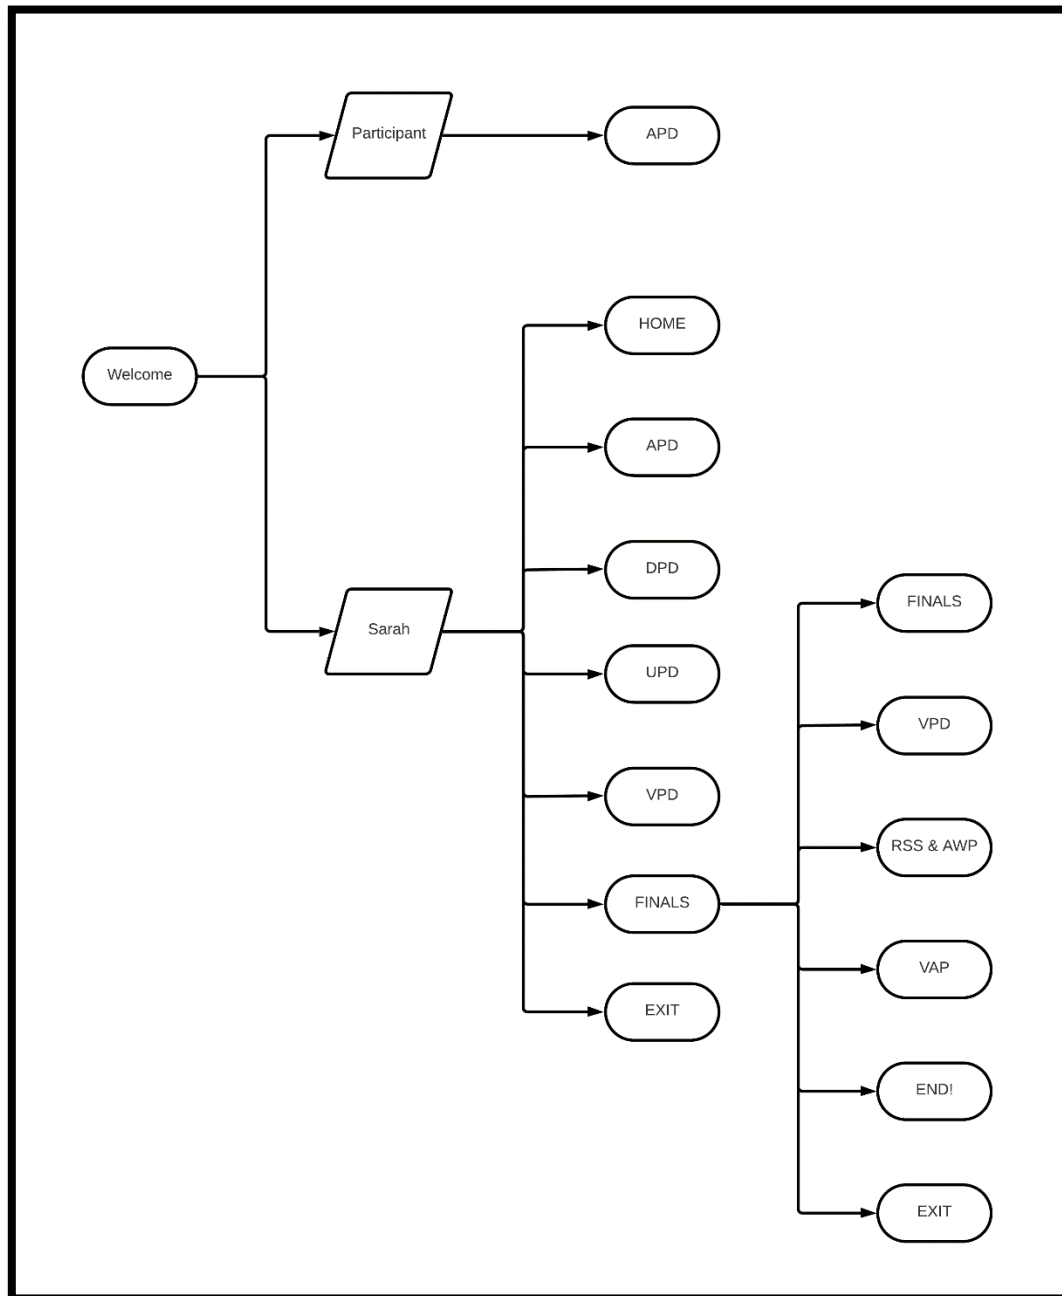 Participant
APD
HOME
Welcome
APD
DPD
FINALS
Sarah
UPD
VPD
VPD
RSS & AWP
FINALS
VAP
EXIT
END!
EXIT